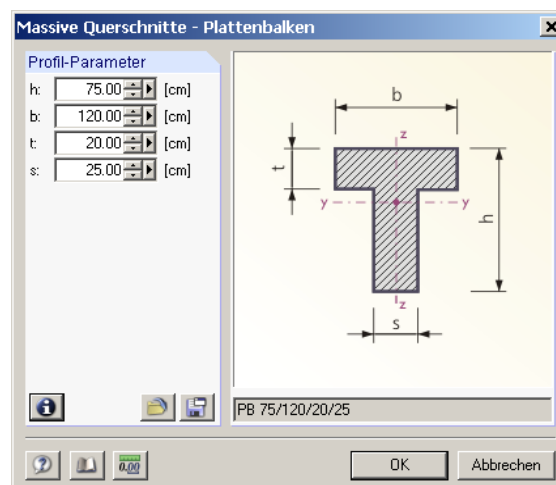 Massive Querschnitte - Plattenbalken
Profil-Parameter
h: 75.00 [cm]
b: 120.00 [cm]
t: 20.00 [cm]
s: 25.00 [cm]
b
z
t
y y
h
z
s
PB 75/120/20/25
0.00
OK
Abbrechen